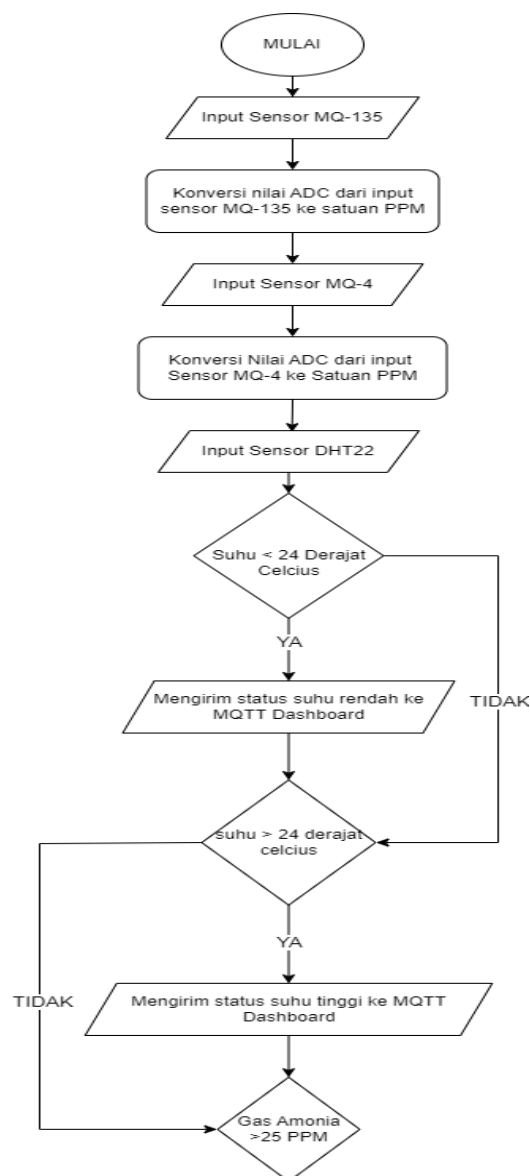 MULAI
Input Sensor MQ-135
Konversi nilai ADC dari input
sensor MQ-135 ke satuan PPM
Input Sensor MQ-4
Konversi Nilai ADC dari input
Sensor MQ-4 ke Satuan PPM
Input Sensor DHT22
Suhu < 24 Derajat
Celcius
YA
TIDAK
Mengirim status suhu rendah ke
MQTT Dashboard
suhu > 24 derajat
celcius
YA
TIDAK
Mengirim status suhu tinggi ke MQTT
Dashboard
Gas Amonia
>25 PPM